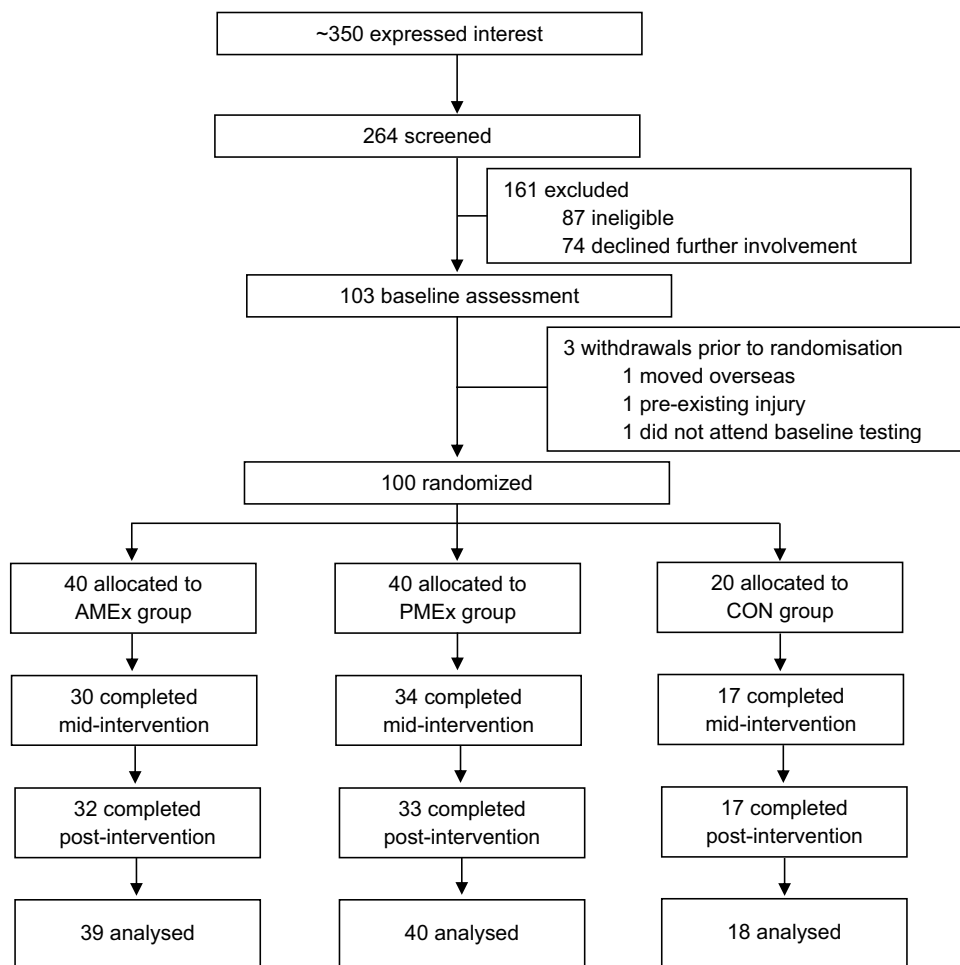 ~350 expressed interest
264 screened
161 excluded
87 ineligible
74 declined further involvement
103 baseline assessment
3 withdrawals prior to randomisation
1 moved overseas
1 pre-existing injury
1 did not attend baseline testing
100 randomized
40 allocated to
AMEx group
40 allocated to
PMEx group
20 allocated to
CON group
30 completed
mid-intervention
34 completed
mid-intervention
17 completed
mid-intervention
32 completed
post-intervention
33 completed
post-intervention
17 completed
post-intervention
39 analysed
40 analysed
18 analysed